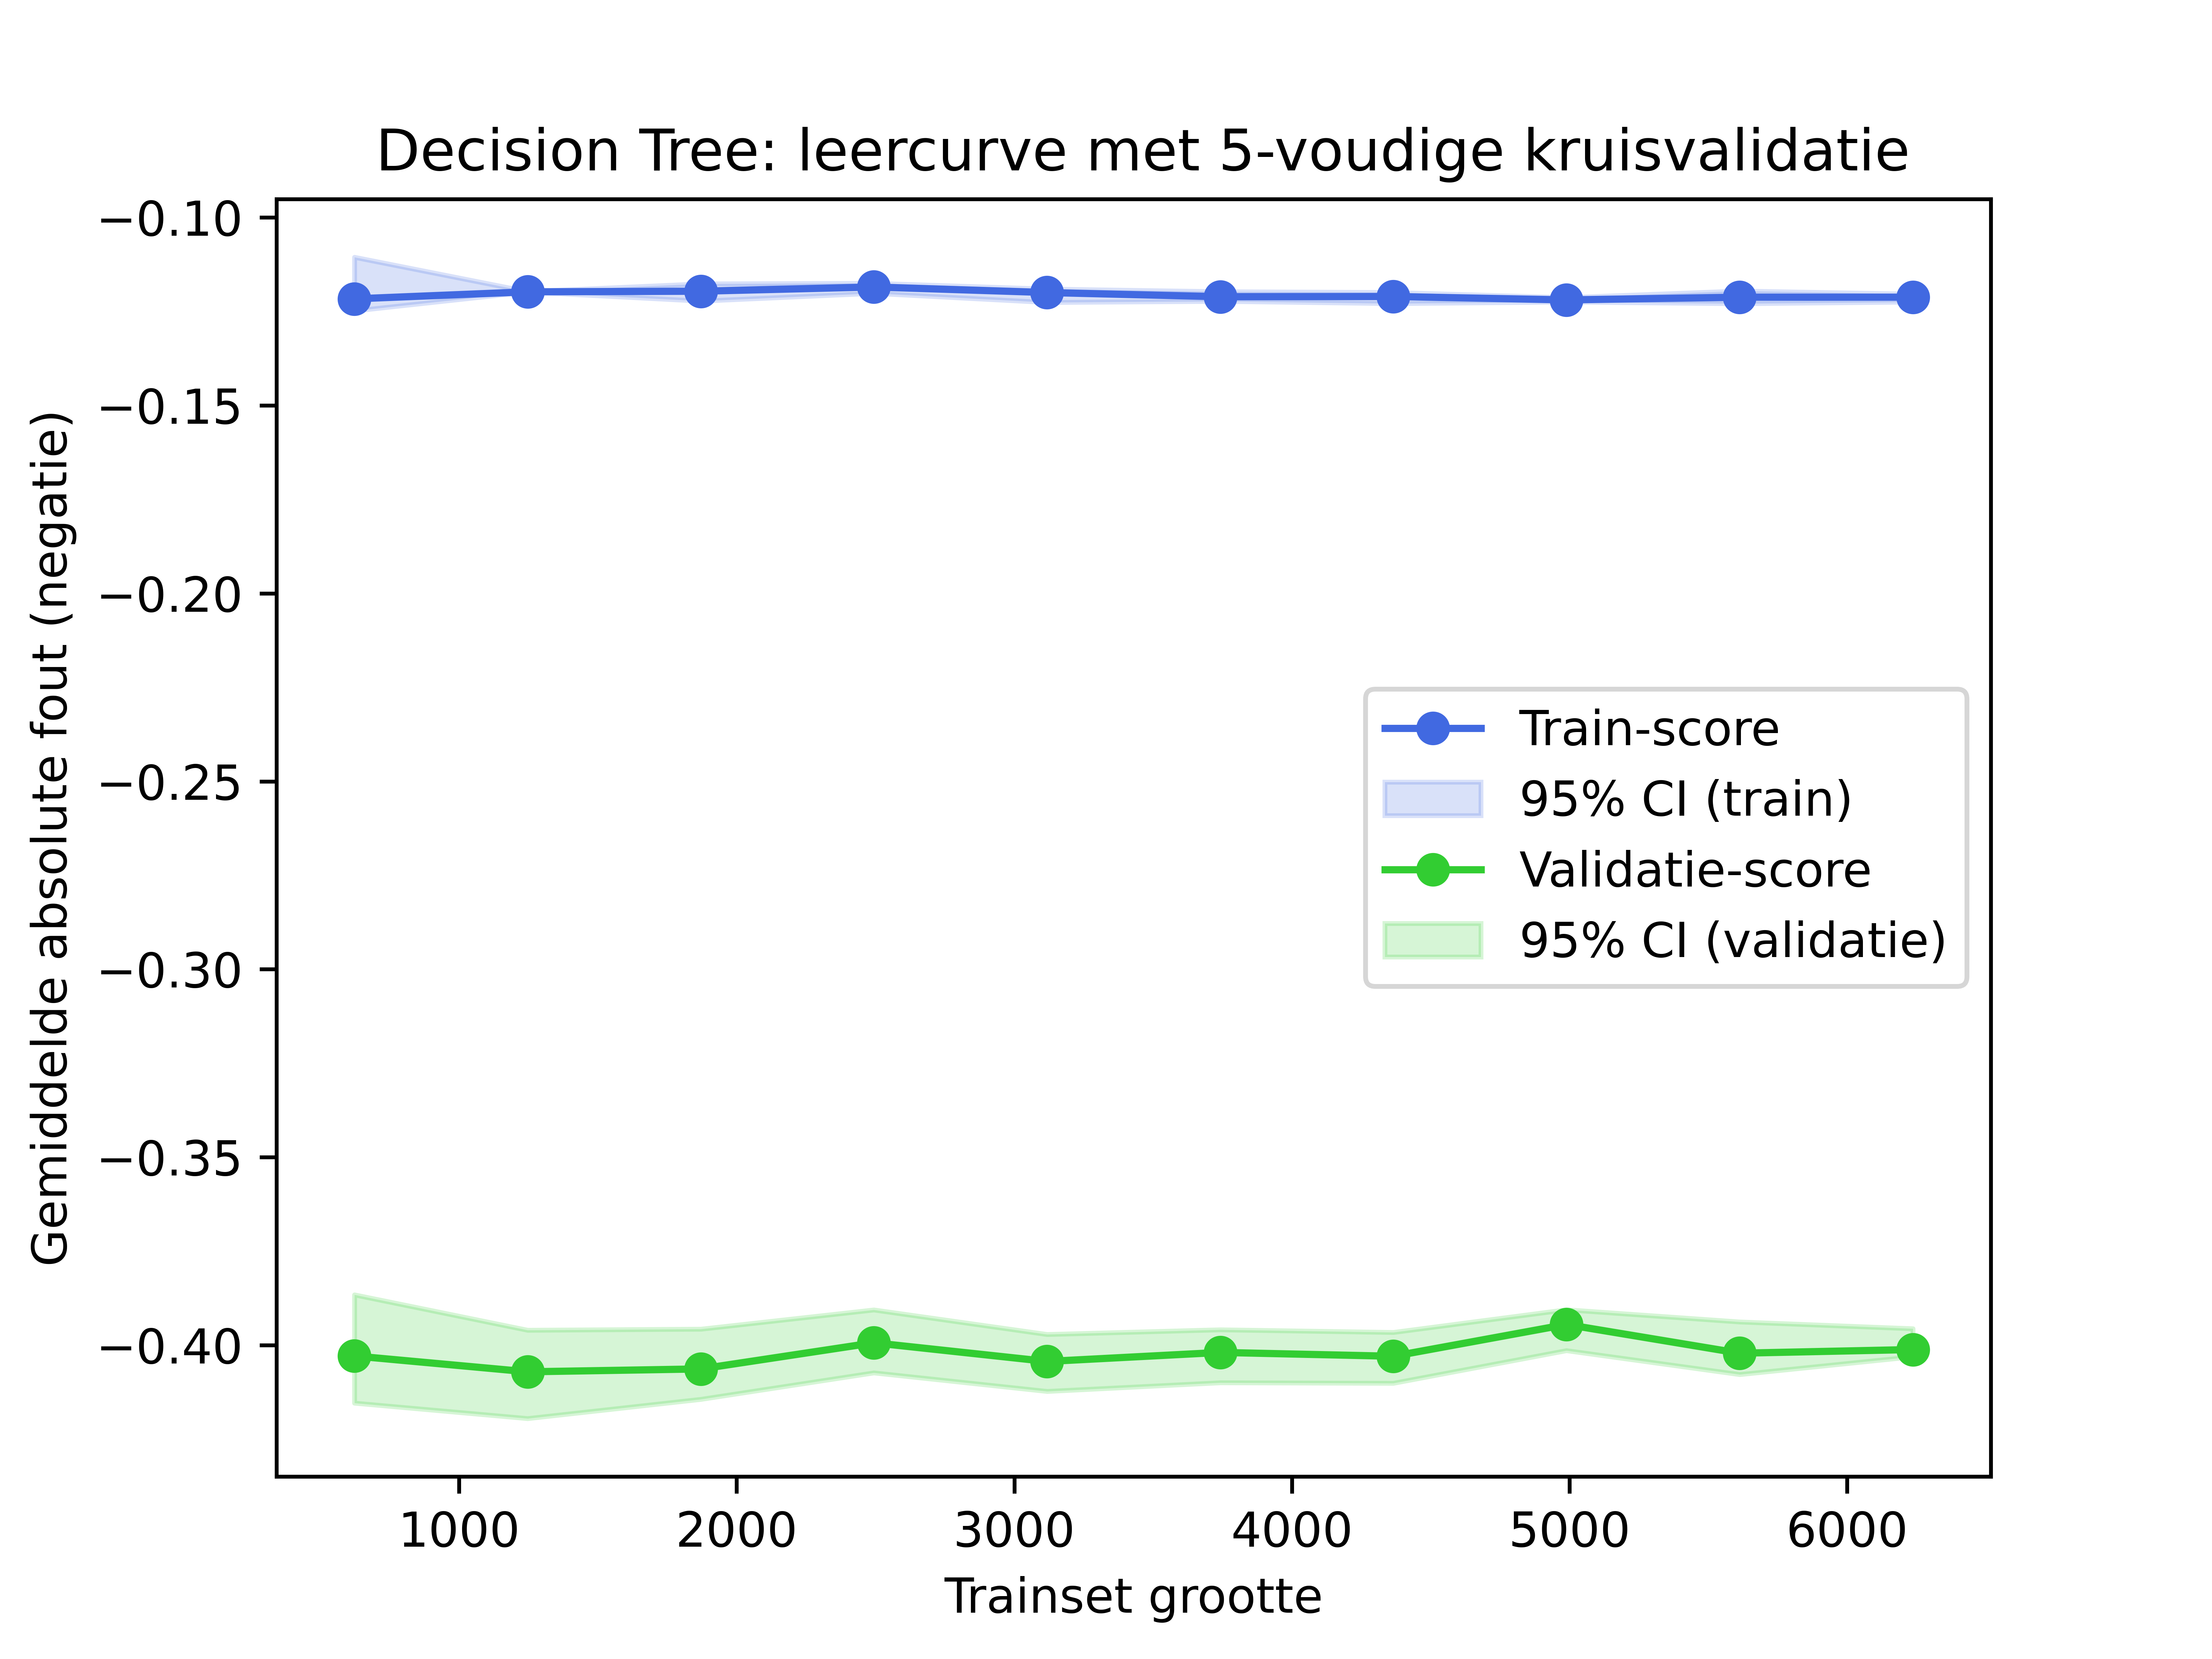 Decision Tree: leercurve met 5-voudige kruisvalidatie
Gemiddelde absolute fout (negatie)
−0.10
−0.15
−0.20
−0.25
−0.30
−0.35
−0.40
Train-score
95% CI (train)
Validatie-score
95% CI (validatie)
1000 2000 3000 4000 5000 6000
Trainset grootte